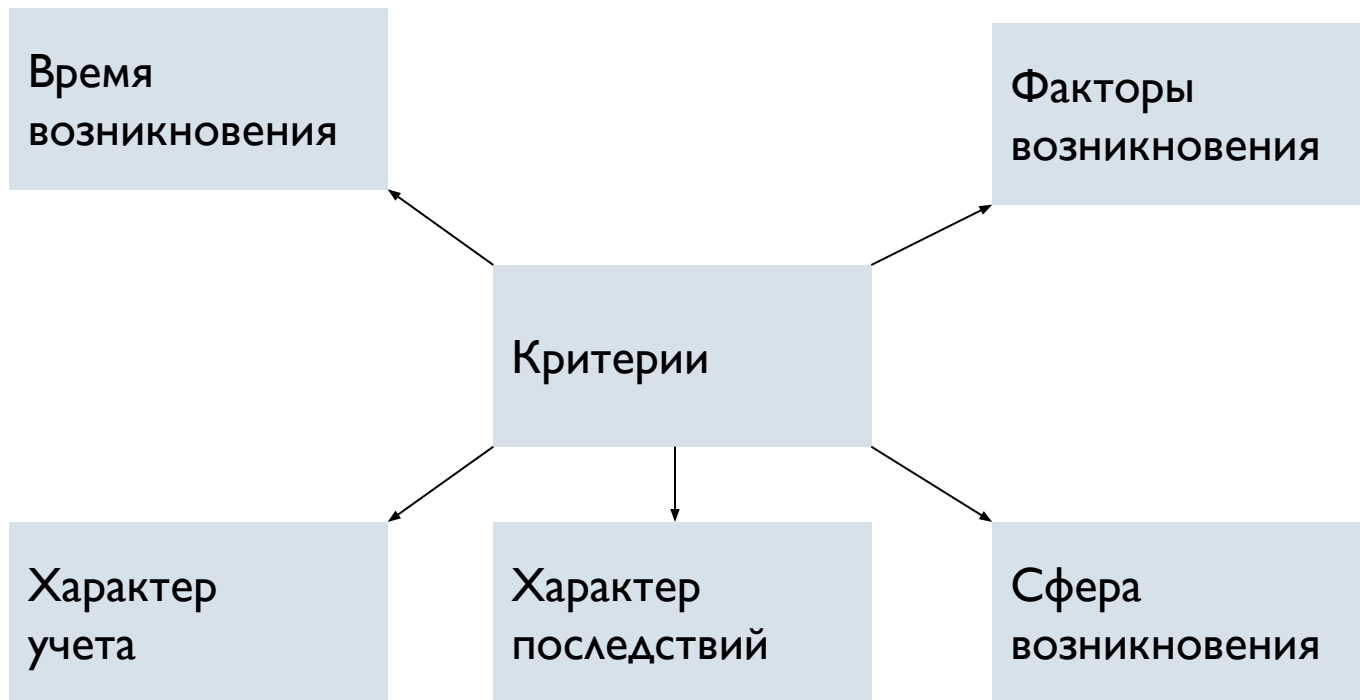 Время
возникновения
Факторы
возникновения
Критерии
Характер
учета
Характер
последствий
Сфера
возникновения